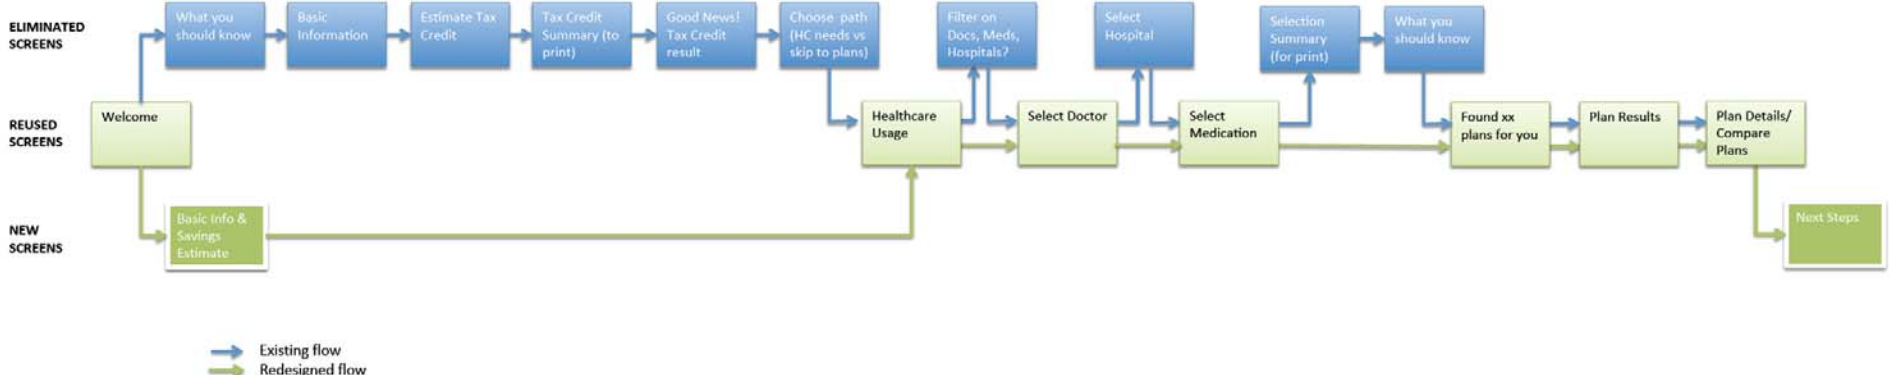 ELIMINATED
SCREENS
What you
should know
Basic
Information
Estimate Tax
Credit
Tax Credit
Summary (to
print)
Good News!
Tax Credit
result
Choose path
(HC needs vs
skip to plans)
Filter on
Docs, Meds,
Hospitals?
Select
Hospital
Selection
Summary
(for print)
What you
should know
REUSED
SCREENS
Welcome
Healthcare
Usage
Select Doctor
Select
Medication
Found xx
plans for you
Plan Results
Plan Details/
Compare
Plans
NEW
SCREENS
Basic Info &
Savings
Estimate
Next Steps
Existing flow
Redesigned flow